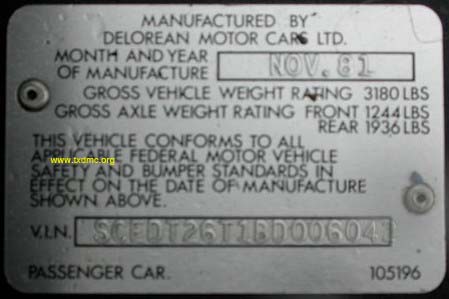 MANUFACTURED BY
DELOREAN MOTOR CARS LTD.
MONTH AND YEAR
OF MANUFACTURE NOV. 81
GROSS VEHICLE WEIGHT RATING 3180 LBS
GROSS AXLE WEIGHT RATING FRONT 1244 LBS
REAR 1936 LBS
THIS VEHICLE CONFORMS TO ALL
APPLICABLE FEDERAL MOTOR VEHICLE
www.txdmc.org
SAFETY AND BUMPER STANDARDS IN
EFFECT ON THE DATE OF MANUFACTURE
SHOWN ABOVE.
V.I.N.
PASSENGER CAR. 105196